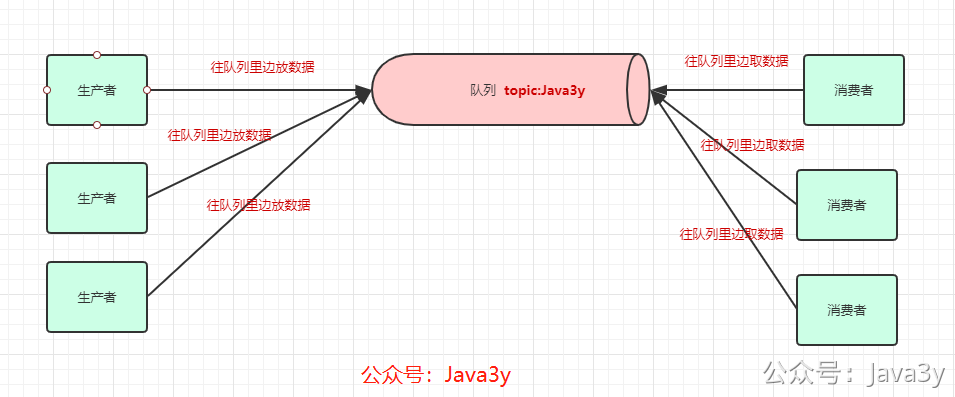 往队列里边放数据
往队列里边取数据
生产者
队列 topic:Java3y
消费者
往队列里边放数据
往队列里边取数据
生产者
消费者
往队列里边放数据
往队列里边取数据
生产者
消费者
公众号：Java3y
公众号：Java3y